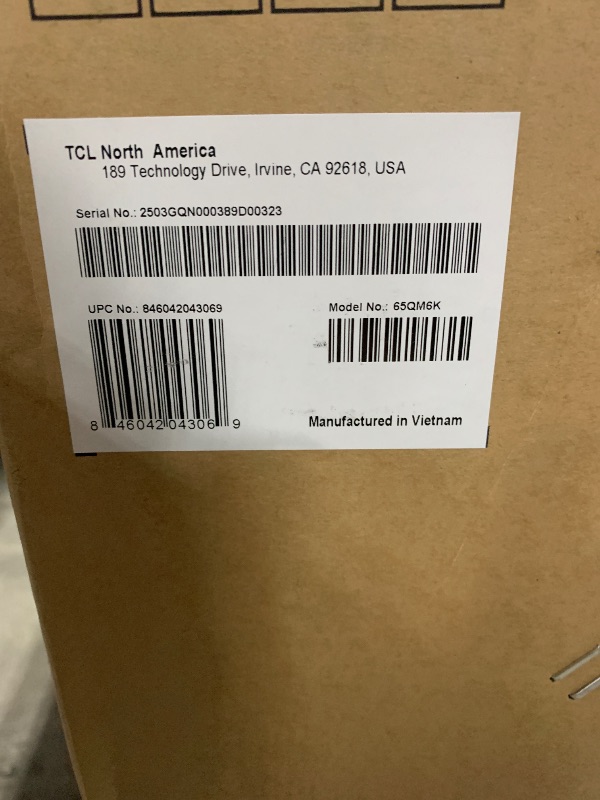 TCL North America
189 Technology Drive, Irvine, CA 92618, USA
Serial No.: 2503GQN000389D00323
UPC No.: 846042043069
Model No.: 65QM6K
8 46042 04306 9
Manufactured in Vietnam